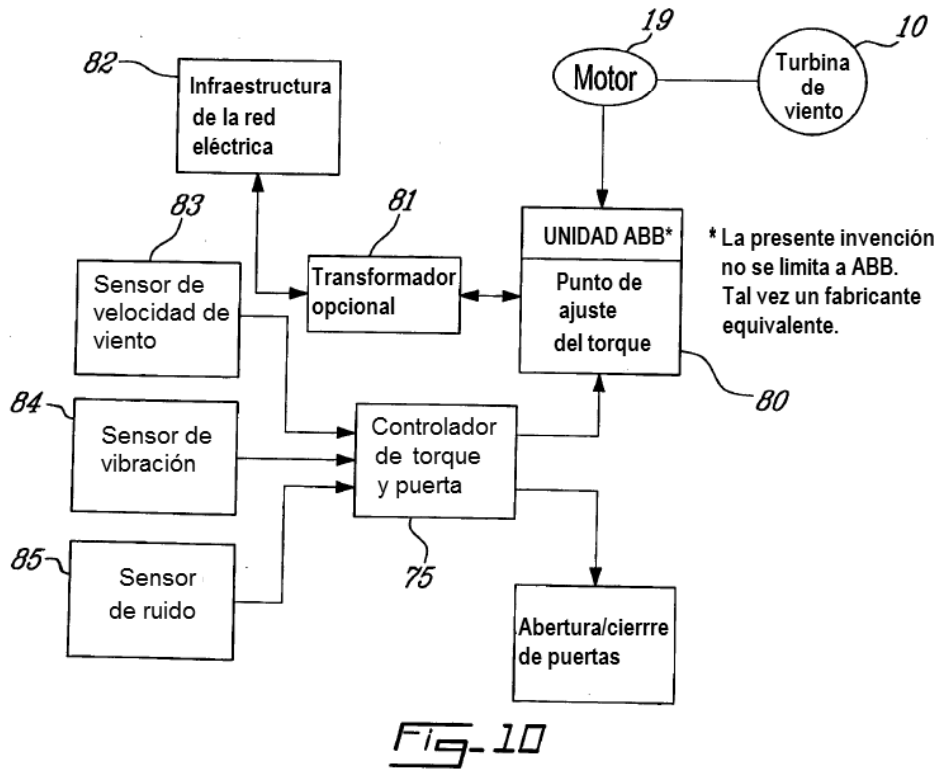 82
Infraestructura
de la red
eléctrica
19
Motor
10
Turbina
de
viento
83
Sensor de
velocidad de
viento
81
Transformador
opcional
UNIDAD ABB*
Punto de
ajuste
del torque
80
* La presente invención
no se limita a ABB.
Tal vez un fabricante
equivalente.
84
Sensor de
vibración
Controlador
de torque
y puerta
75
85
Sensor
de ruido
Abertura/cierrre
de puertas
Fig-10